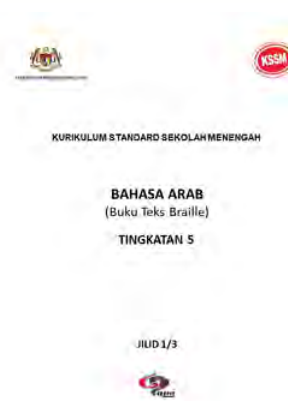 KSSM
KURIKULUM STANDARD SEKOLAH MENENGAH
BAHASA ARAB
(Buku Teks Braille)
TINGKATAN 5
JILID 1/3